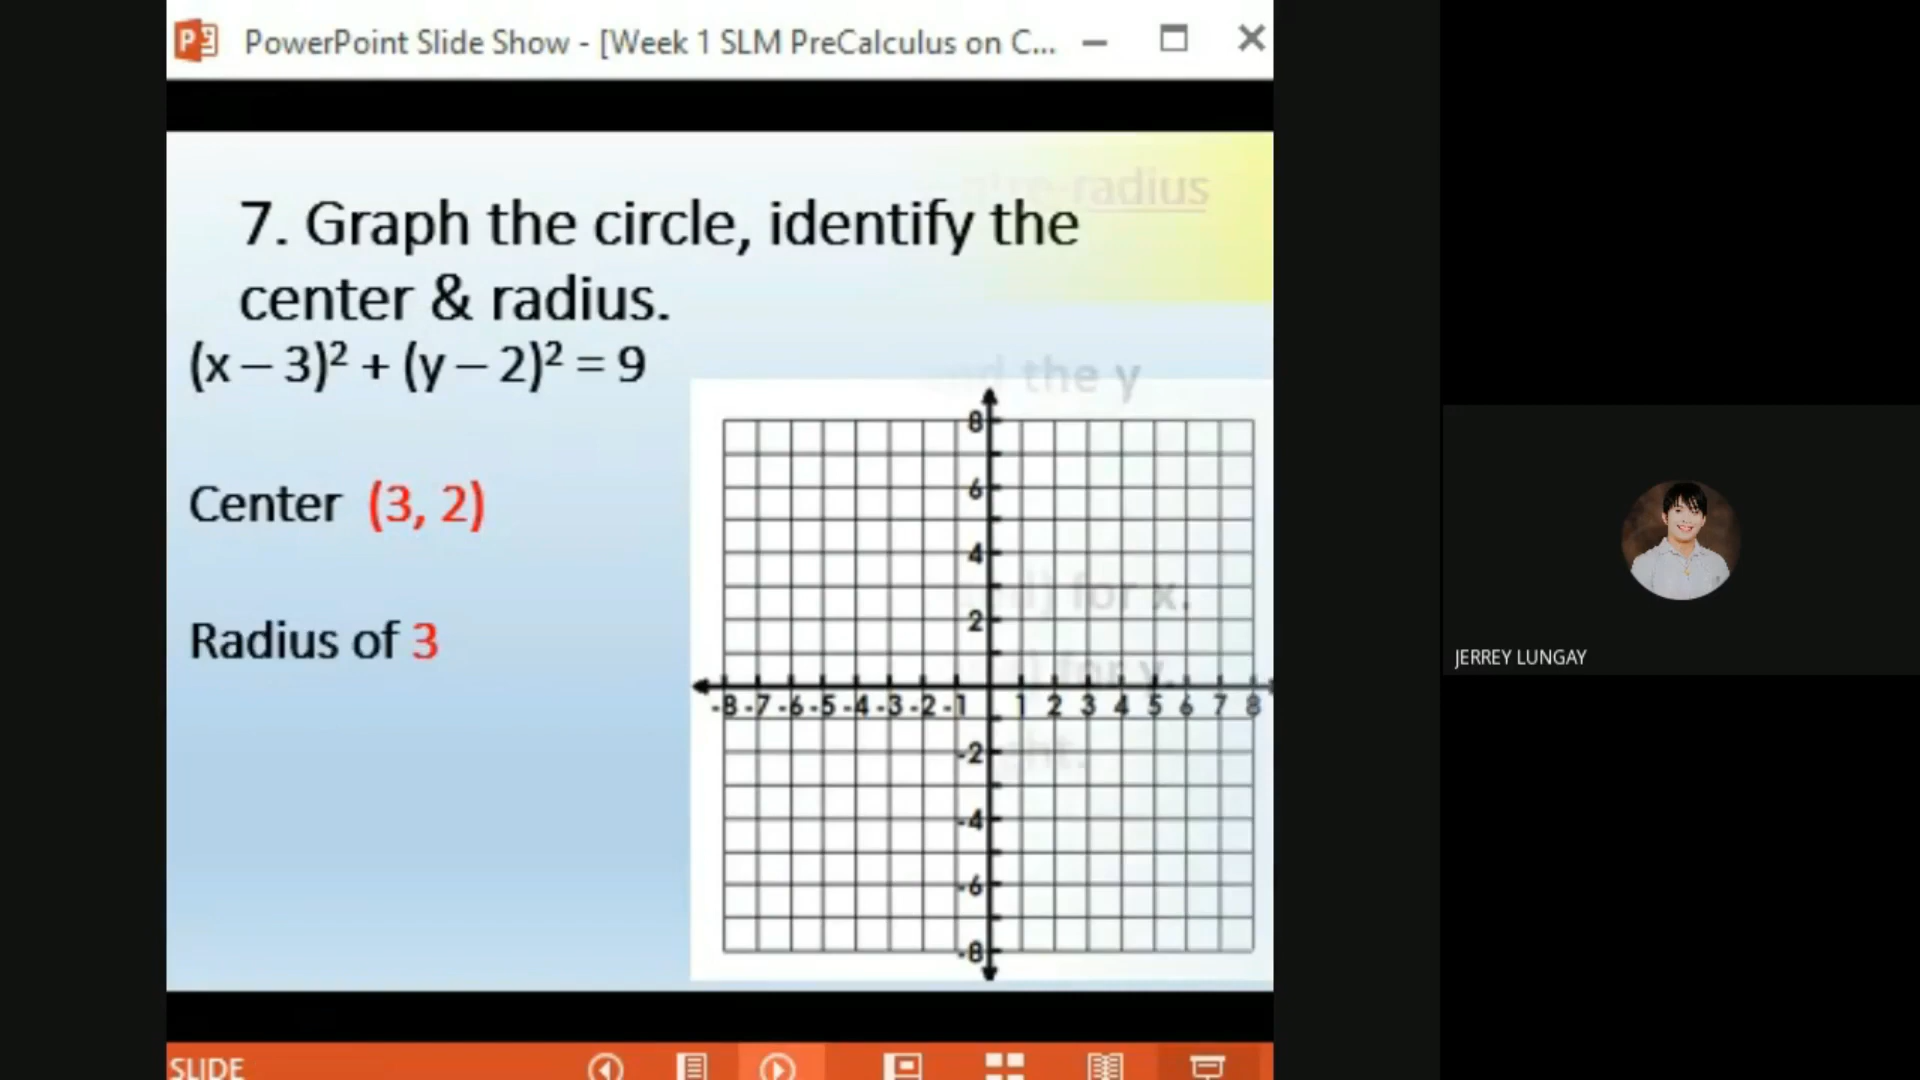 PowerPoint Slide Show - [Week 1 SLM PreCalculus on C...
radius
7. Graph the circle, identify the
center & radius.
(x – 3)² + (y – 2)² = 9
the y
Center (3, 2)
Radius of 3
for x.
for y.
8
6
4
2
-8 -7 -6 -5 -4 -3 -2 -1 1 2 3 4 5 6 7 8
-2
-4
-6
-8
JERREY LUNGAY
SLIDE